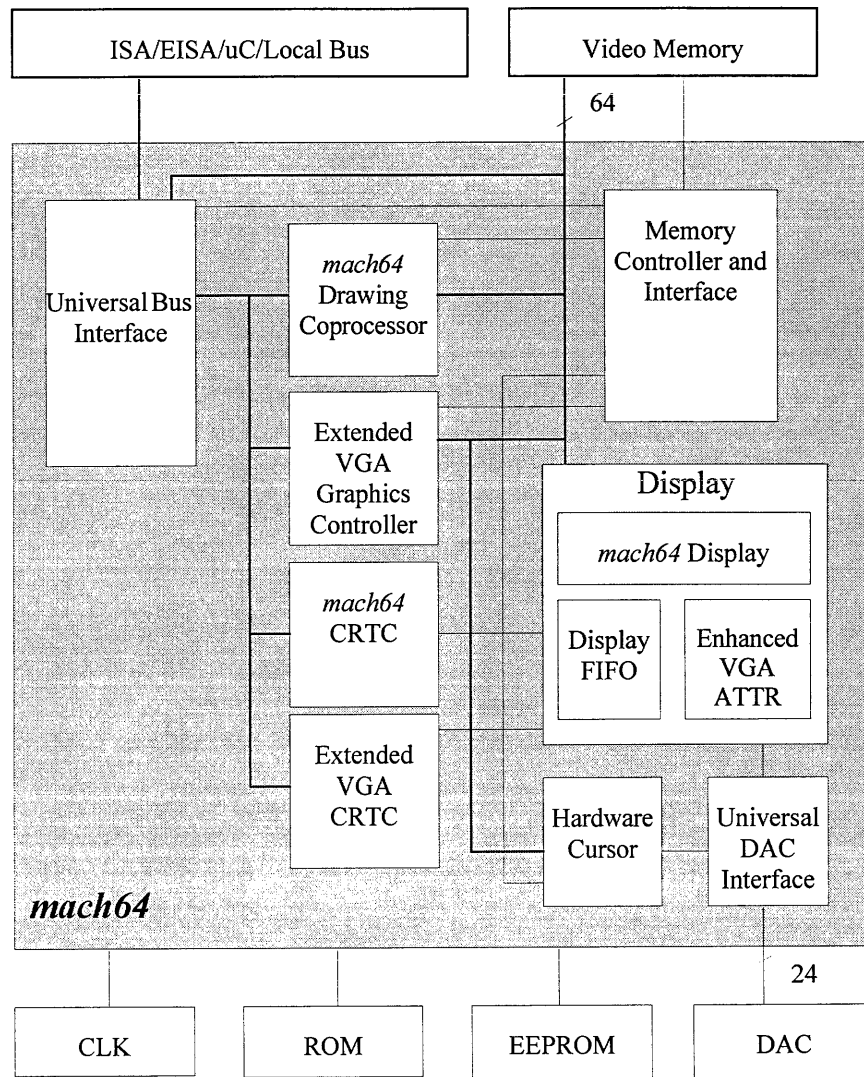 ISA/EISA/uC/Local Bus
Video Memory
64
Universal Bus
Interface
mach64
Drawing
Coprocessor
Memory
Controller and
Interface
Extended
VGA
Graphics
Controller
Display
mach64 Display
Display
FIFO
Enhanced
VGA
ATTR
mach64
CRTC
Extended
VGA
CRTC
Hardware
Cursor
Universal
DAC
Interface
mach64
24
CLK
ROM
EEPROM
DAC